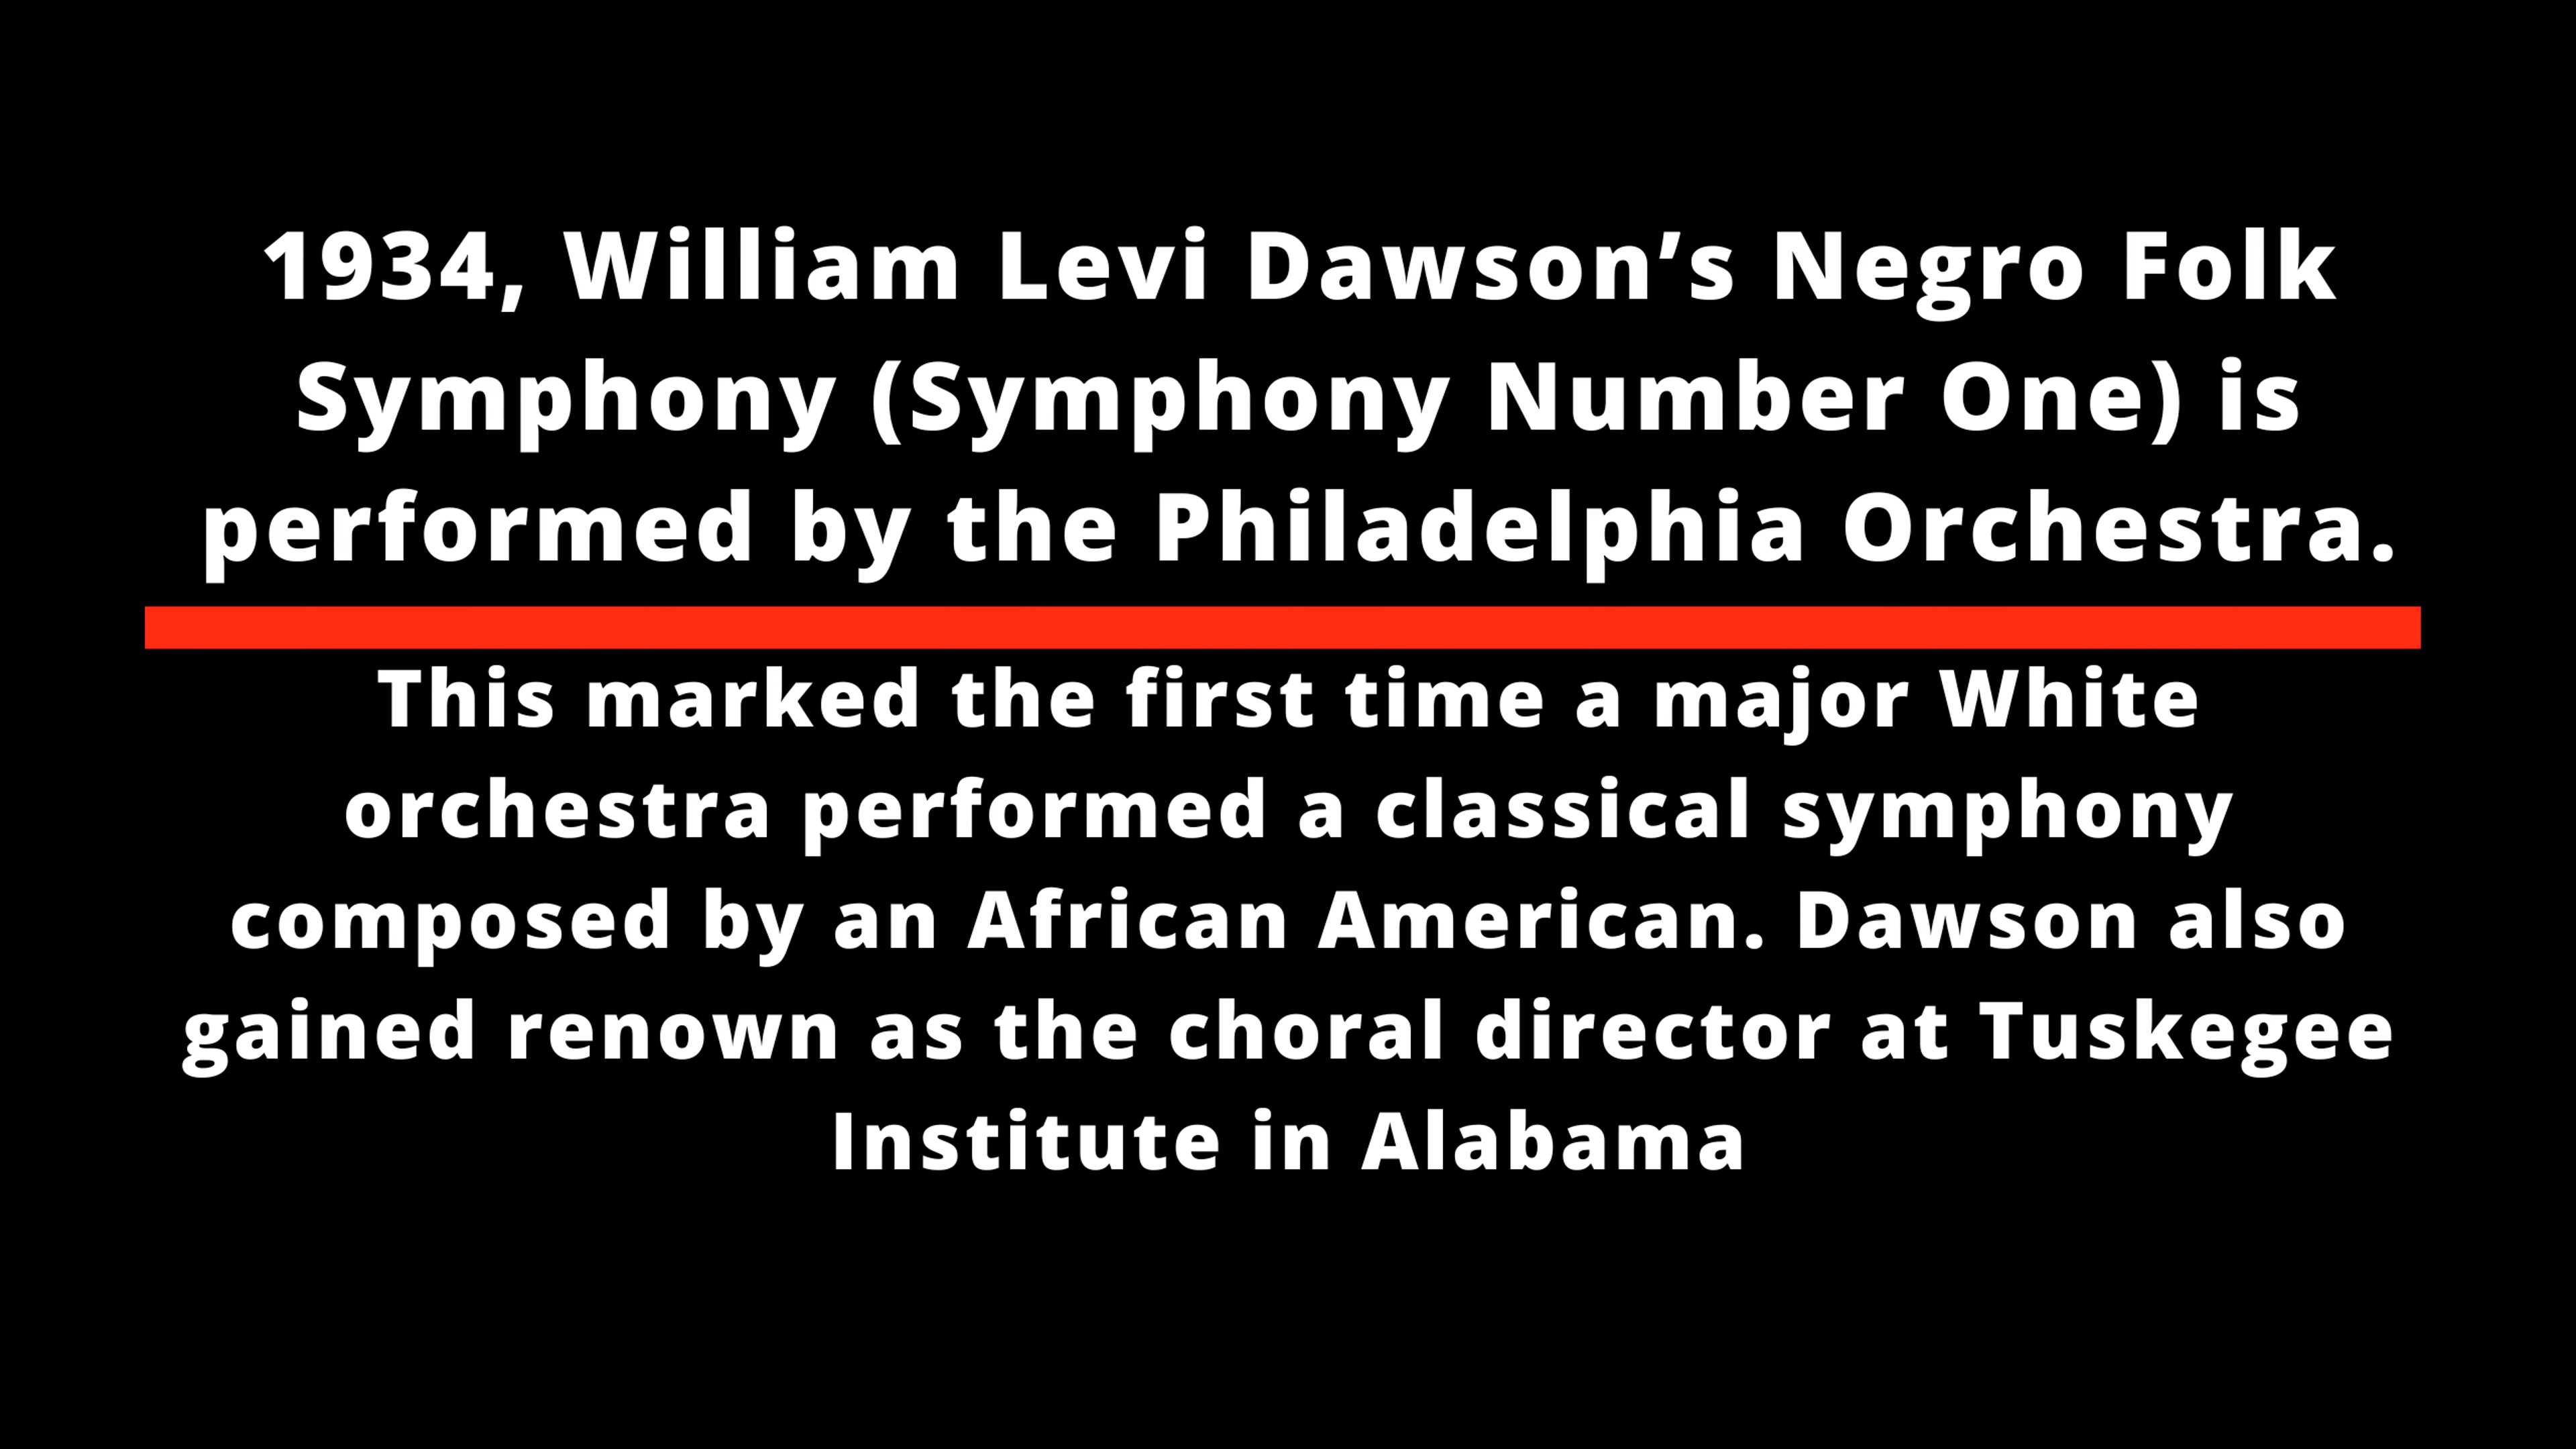 1934, William Levi Dawson’s Negro Folk
Symphony (Symphony Number One) is
performed by the Philadelphia Orchestra.
This marked the first time a major White
orchestra performed a classical symphony
composed by an African American. Dawson also
gained renown as the choral director at Tuskegee
Institute in Alabama